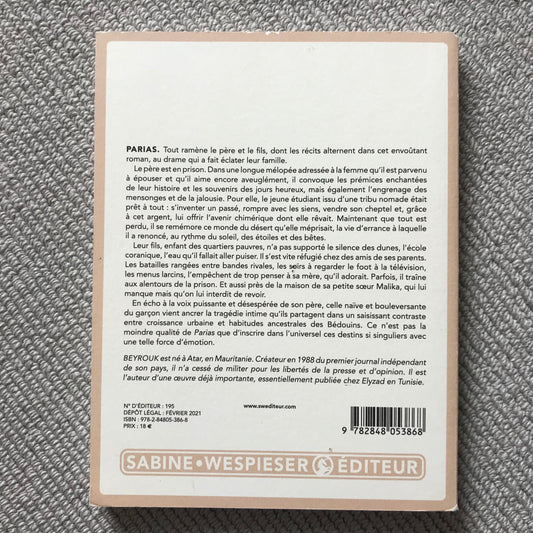 PARIAS. Tout ramène le père et le fils, dont les récits alternent dans cet envoûtant
roman, au drame qui a fait éclater leur famille.
Le père est en prison. Dans une longue mélopée adressée à la femme qu'il est parvenu
à épouser et qu'il aime encore aveuglément, il convoque les prémices enchantées
de leur histoire et les souvenirs des jours heureux, mais également l'engrenage des
mensonges et de la jalousie. Pour elle, le jeune étudiant issu d'une tribu nomade était
prêt à tout : s'inventer un passé, rompre avec les siens, vendre son cheptel et, grâce
à cet argent, lui offrir l'avenir chimérique dont elle rêvait. Maintenant que tout est
perdu, il se remémore ce monde du désert qu'elle méprisait, la vie d'errance à laquelle
il a renoncé, au rythme du soleil, des étoiles et des bêtes.
Leur fils, enfant des quartiers pauvres, n'a pas supporté le silence des dunes, l'école
coranique, l'eau qu'il fallait aller puiser. Il s'est vite réfugié chez des amis de ses parents.
Les batailles rangées entre bandes rivales, les soirs à regarder le foot à la télévision,
les menus larcins, l'empêchent de trop penser à sa mère, qu'il adorait. Parfois, il traîne
aux alentours de la prison. Et aussi près de la maison de sa petite sœur Malika, qui lui
manque mais qu'on lui interdit de revoir.
En écho à la voix puissante et désespérée de son père, celle naïve et bouleversante
du garçon vient ancrer la tragédie intime qu'ils partagent dans un saisissant contraste
entre croissance urbaine et habitudes ancestrales des Bédouins. Ce n'est pas la
moindre qualité de Parias que d'inscrire dans l'universel ces destins si singuliers avec
une telle force d'émotion.
BEYROUK est né à Atar, en Mauritanie. Créateur en 1988 du premier journal indépendant
de son pays, il n'a cessé de militer pour les libertés de la presse et d'opinion. Il est
l'auteur d'une œuvre déjà importante, essentiellement publiée chez Elyzad en Tunisie.
N° D'ÉDITEUR : 195
DÉPÔT LÉGAL : FÉVRIER 2021
ISBN : 978-2-84805-386-8
PRIX : 18 €
www.swediteur.com
9 782848 053868
SABINE • WESPIESER ÉDITEUR